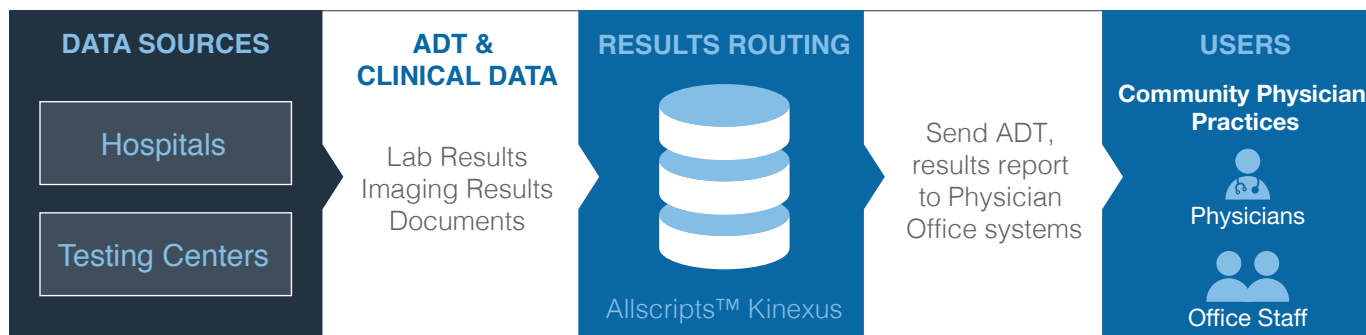 DATA SOURCES
Hospitals
Testing Centers
ADT &
CLINICAL DATA
Lab Results
Imaging Results
Documents
RESULTS ROUTING
Allscripts™ Kinexus
Send ADT,
results report
to Physician
Office systems
USERS
Community Physician
Practices
Physicians
Office Staff